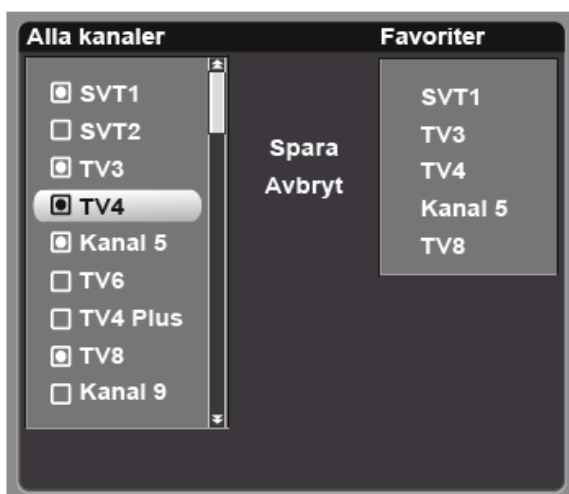 Alla kanaler
SVT1
SVT2
TV3
TV4
Kanal 5
TV6
TV4 Plus
TV8
Kanal 9
Spara
Avbryt
Favoriter
SVT1
TV3
TV4
Kanal 5
TV8